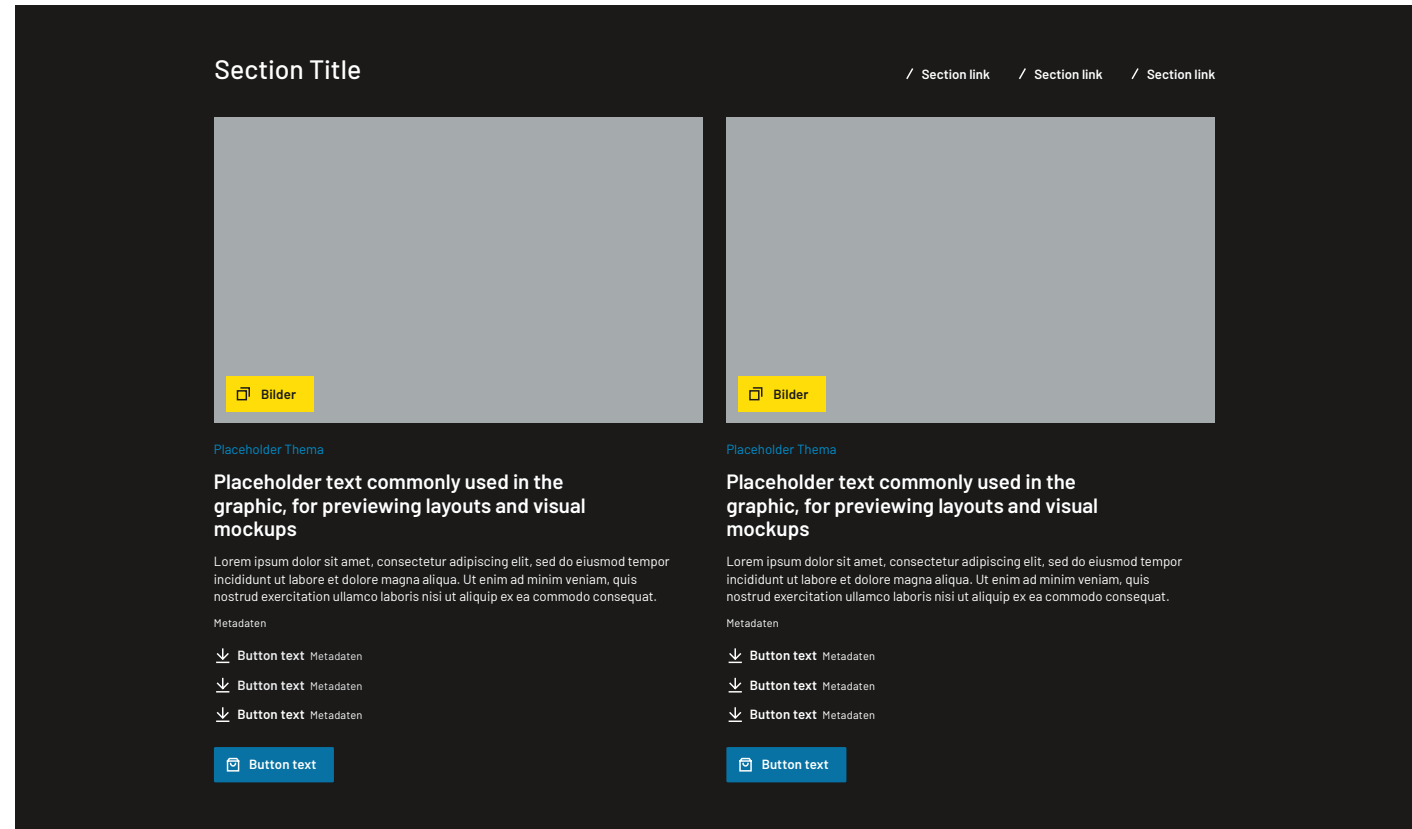 Section Title
/ Section link / Section link / Section link
Bilder
Placeholder Thema
Placeholder text commonly used in the
graphic, for previewing layouts and visual
mockups
Lorem ipsum dolor sit amet, consectetur adipiscing elit, sed do eiusmod tempor
incididunt ut labore et dolore magna aliqua. Ut enim ad minim veniam, quis
nostrud exercitation ullamco laboris nisi ut aliquip ex ea commodo consequat.
Metadaten
Button text Metadaten
Button text Metadaten
Button text Metadaten
Button text
Bilder
Placeholder Thema
Placeholder text commonly used in the
graphic, for previewing layouts and visual
mockups
Lorem ipsum dolor sit amet, consectetur adipiscing elit, sed do eiusmod tempor
incididunt ut labore et dolore magna aliqua. Ut enim ad minim veniam, quis
nostrud exercitation ullamco laboris nisi ut aliquip ex ea commodo consequat.
Metadaten
Button text Metadaten
Button text Metadaten
Button text Metadaten
Button text